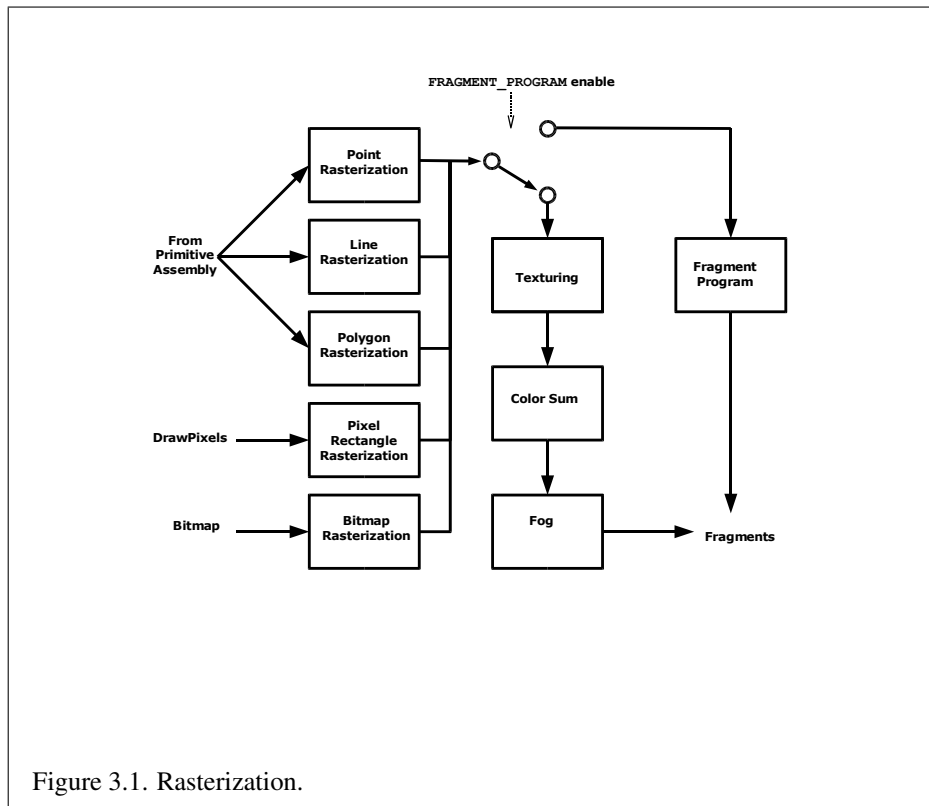 FRAGMENT_PROGRAM enable
Point
Rasterization
From
Primitive
Assembly
Line
Rasterization
Polygon
Rasterization
DrawPixels
Pixel
Rectangle
Rasterization
Bitmap
Bitmap
Rasterization
Texturing
Color Sum
Fog
Fragment
Program
Fragments
Figure 3.1. Rasterization.